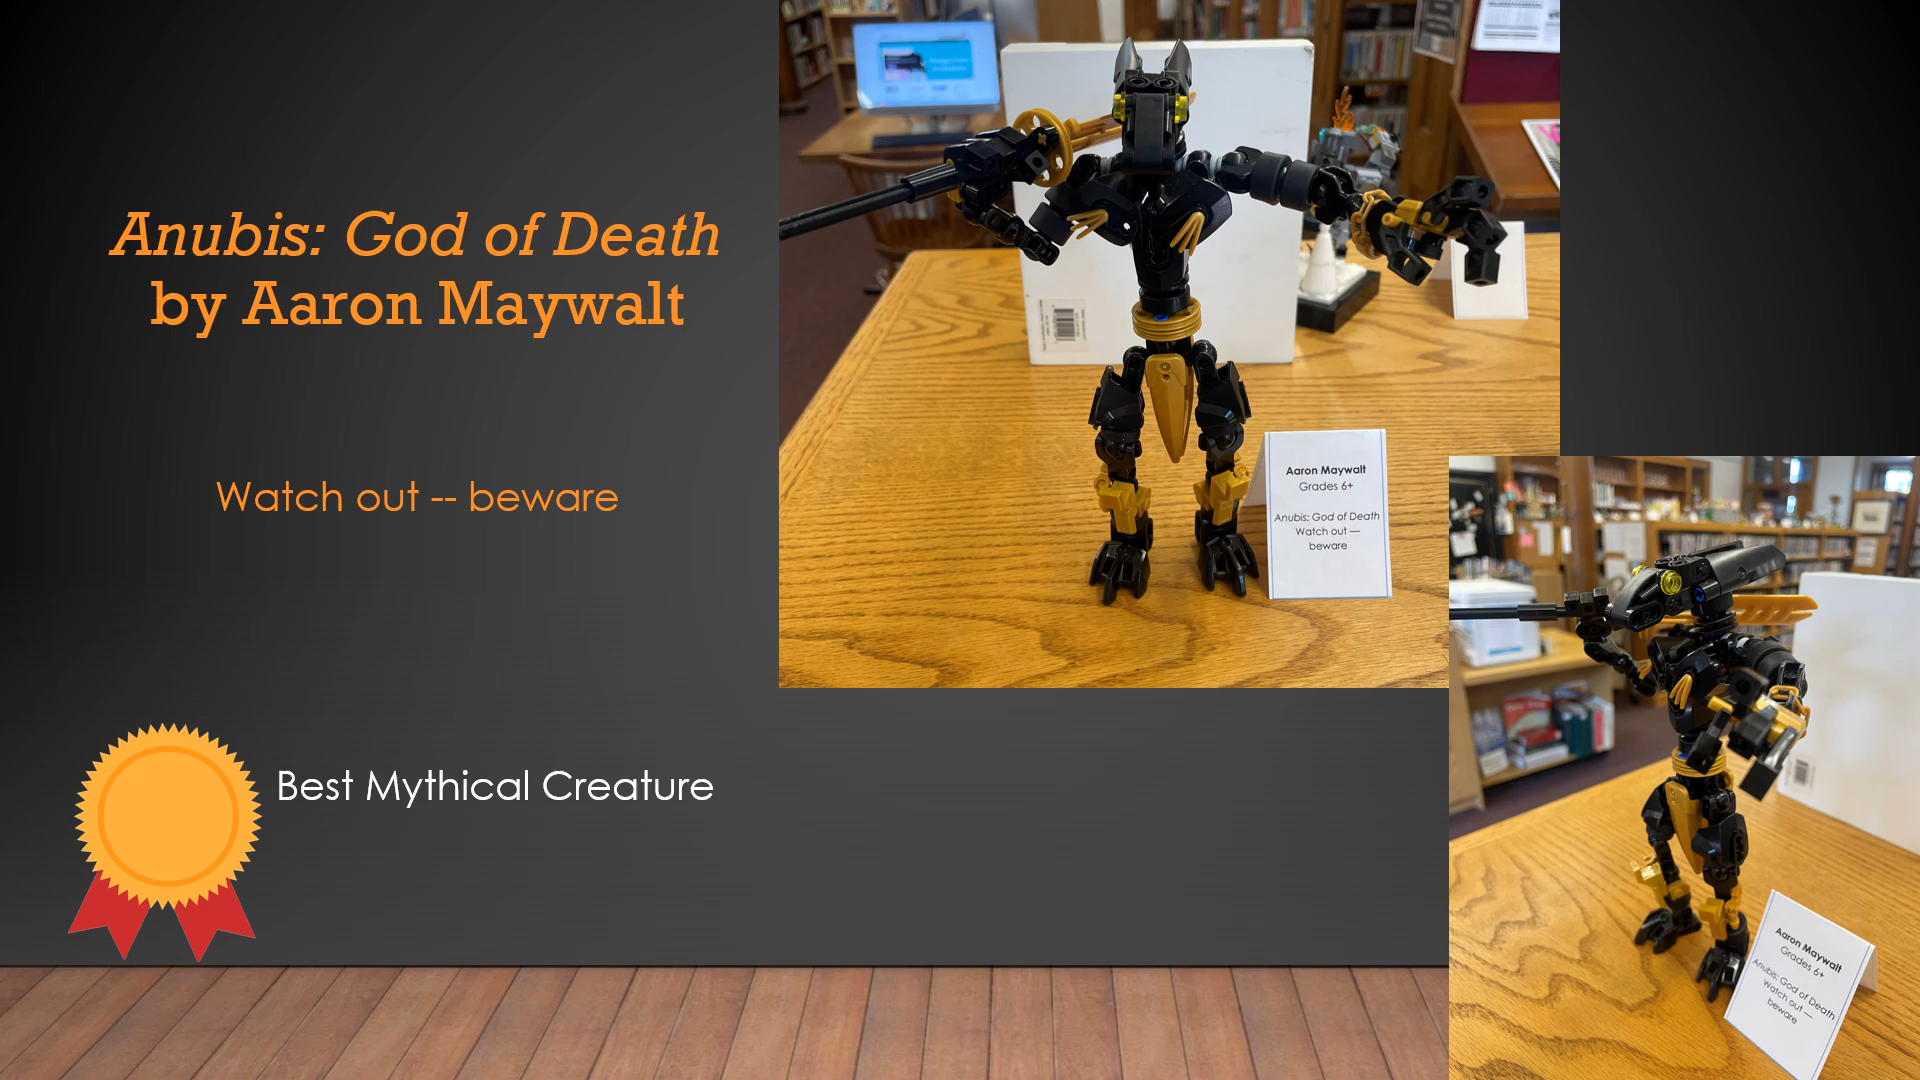 Anubis: God of Death
by Aaron Maywalt
Watch out -- beware
Best Mythical Creature
Aaron Maywalt
Grades 6+
Anubis: God of Death
Watch out —
beware
Aaron Maywalt
Grades 6+
Anubis: God of Death
Watch out —
beware